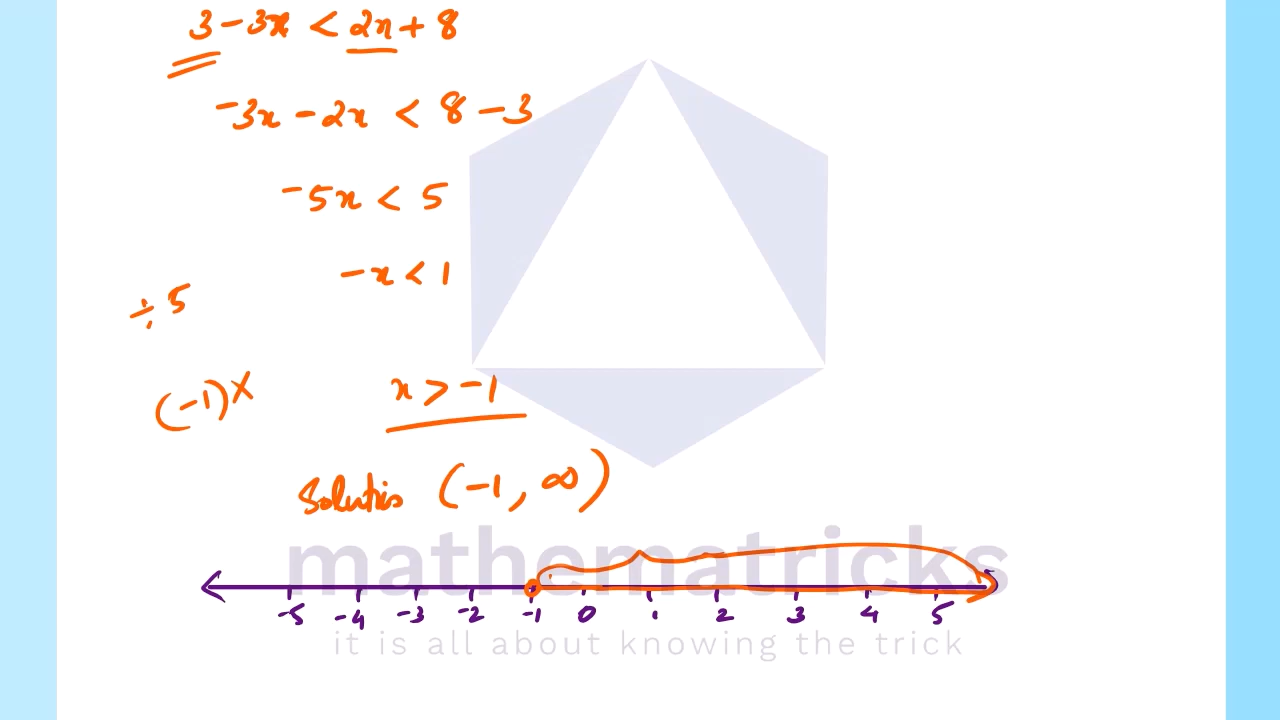 3 - 3x < 2x + 8
-3x - 2x < 8 - 3
-5x < 5
-x < 1
÷ 5
(-1) x
x > -1
Solution (-1, ∞)
mathematricks
-5 -4 -3 -2 -1 0 1 2 3 4 5
it is all about knowing the trick